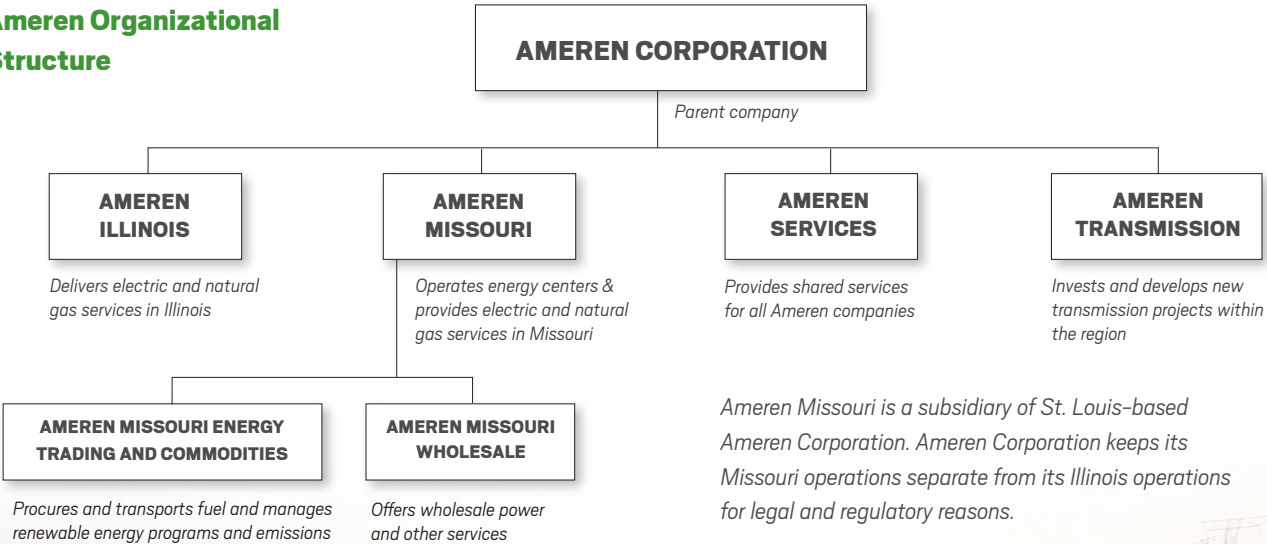 Ameren Organizational
Structure
AMEREN CORPORATION
Parent company
AMEREN
ILLINOIS
Delivers electric and natural
gas services in Illinois
AMEREN
MISSOURI
Operates energy centers &
provides electric and natural
gas services in Missouri
AMEREN
SERVICES
Provides shared services
for all Ameren companies
AMEREN
TRANSMISSION
Invests and develops new
transmission projects within
the region
AMEREN MISSOURI ENERGY
TRADING AND COMMODITIES
Procures and transports fuel and manages
renewable energy programs and emissions
AMEREN MISSOURI
WHOLESALE
Offers wholesale power
and other services
Ameren Missouri is a subsidiary of St. Louis-based
Ameren Corporation. Ameren Corporation keeps its
Missouri operations separate from its Illinois operations
for legal and regulatory reasons.